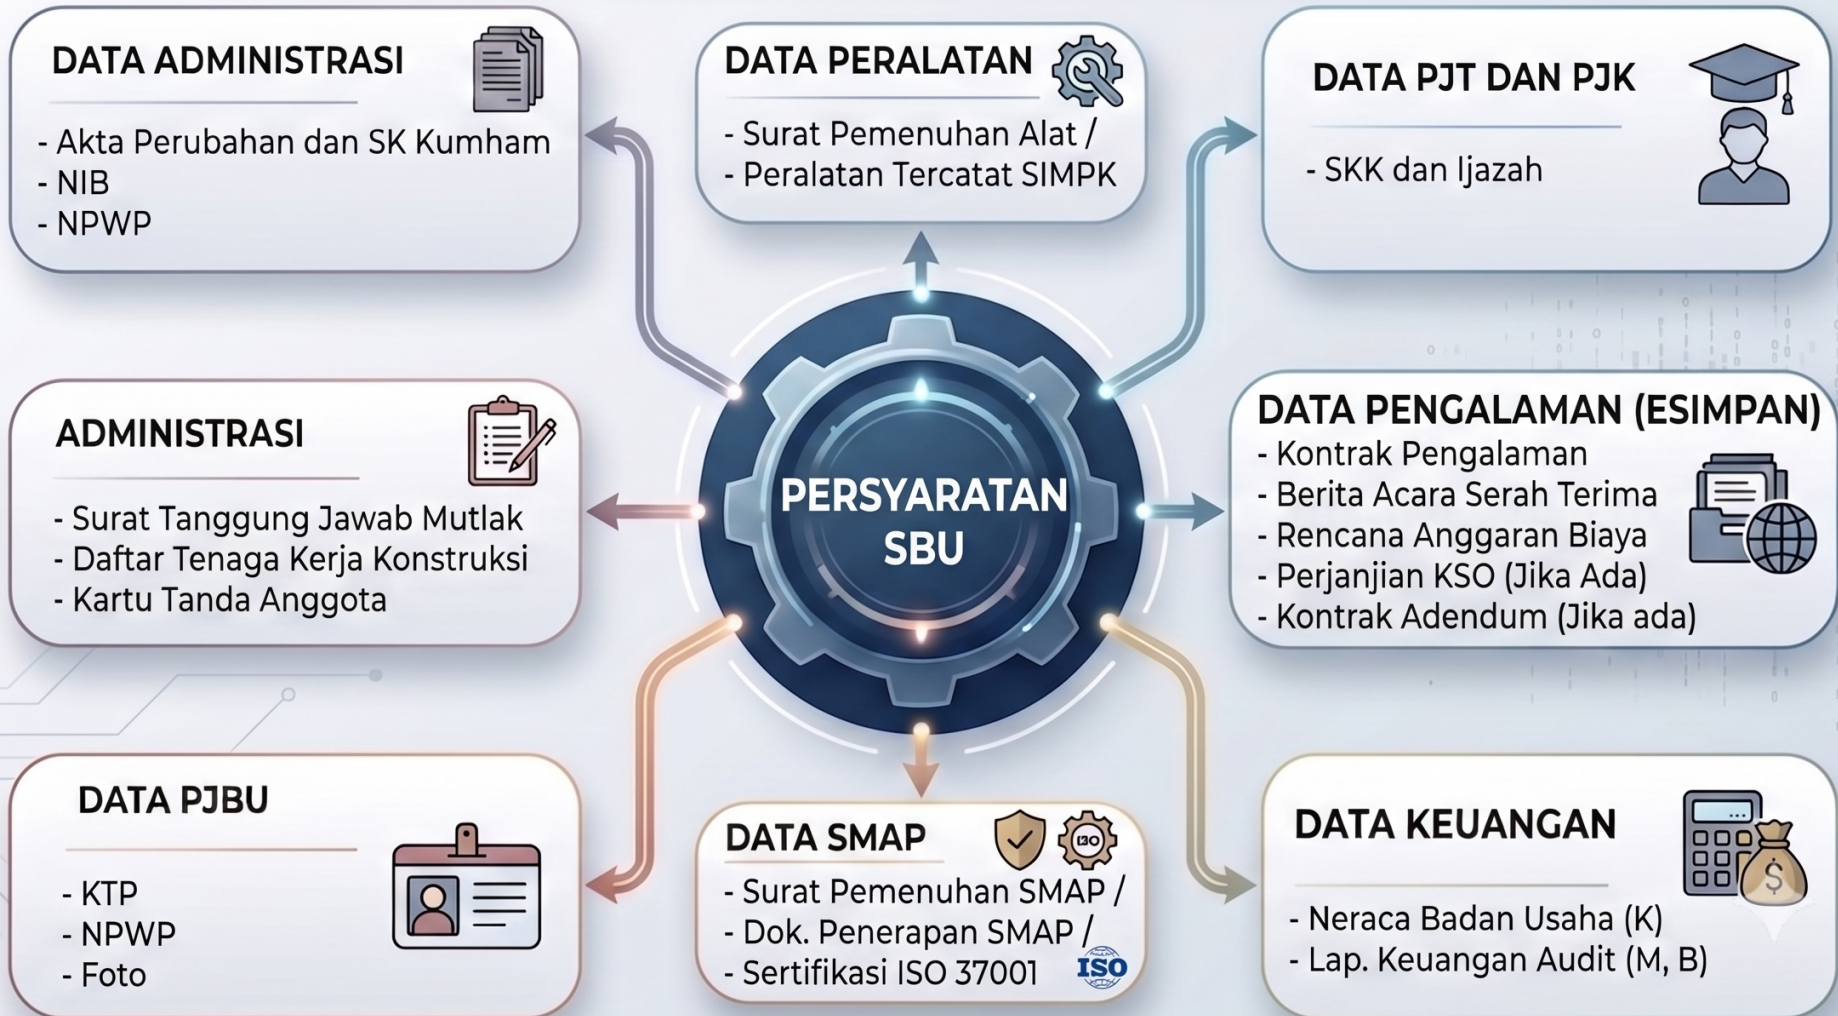 DATA ADMINISTRASI
- Akta Perubahan dan SK Kumham
- NIB
- NPWP
DATA PERALATAN
- Surat Pemenuhan Alat /
- Peralatan Tercatat SIMPK
DATA PJT DAN PJK
- SKK dan Ijazah
ADMINISTRASI
- Surat Tanggung Jawab Mutlak
- Daftar Tenaga Kerja Konstruksi
- Kartu Tanda Anggota
PERSYARATAN
SBU
DATA PENGALAMAN (ESIMPAN)
- Kontrak Pengalaman
- Berita Acara Serah Terima
- Rencana Anggaran Biaya
- Perjanjian KSO (Jika Ada)
- Kontrak Adendum (Jika ada)
DATA PJBU
- KTP
- NPWP
- Foto
DATA SMAP
- Surat Pemenuhan SMAP /
- Dok. Penerapan SMAP /
- Sertifikasi ISO 37001
ISO
DATA KEUANGAN
$
- Neraca Badan Usaha (K)
- Lap. Keuangan Audit (M, B)